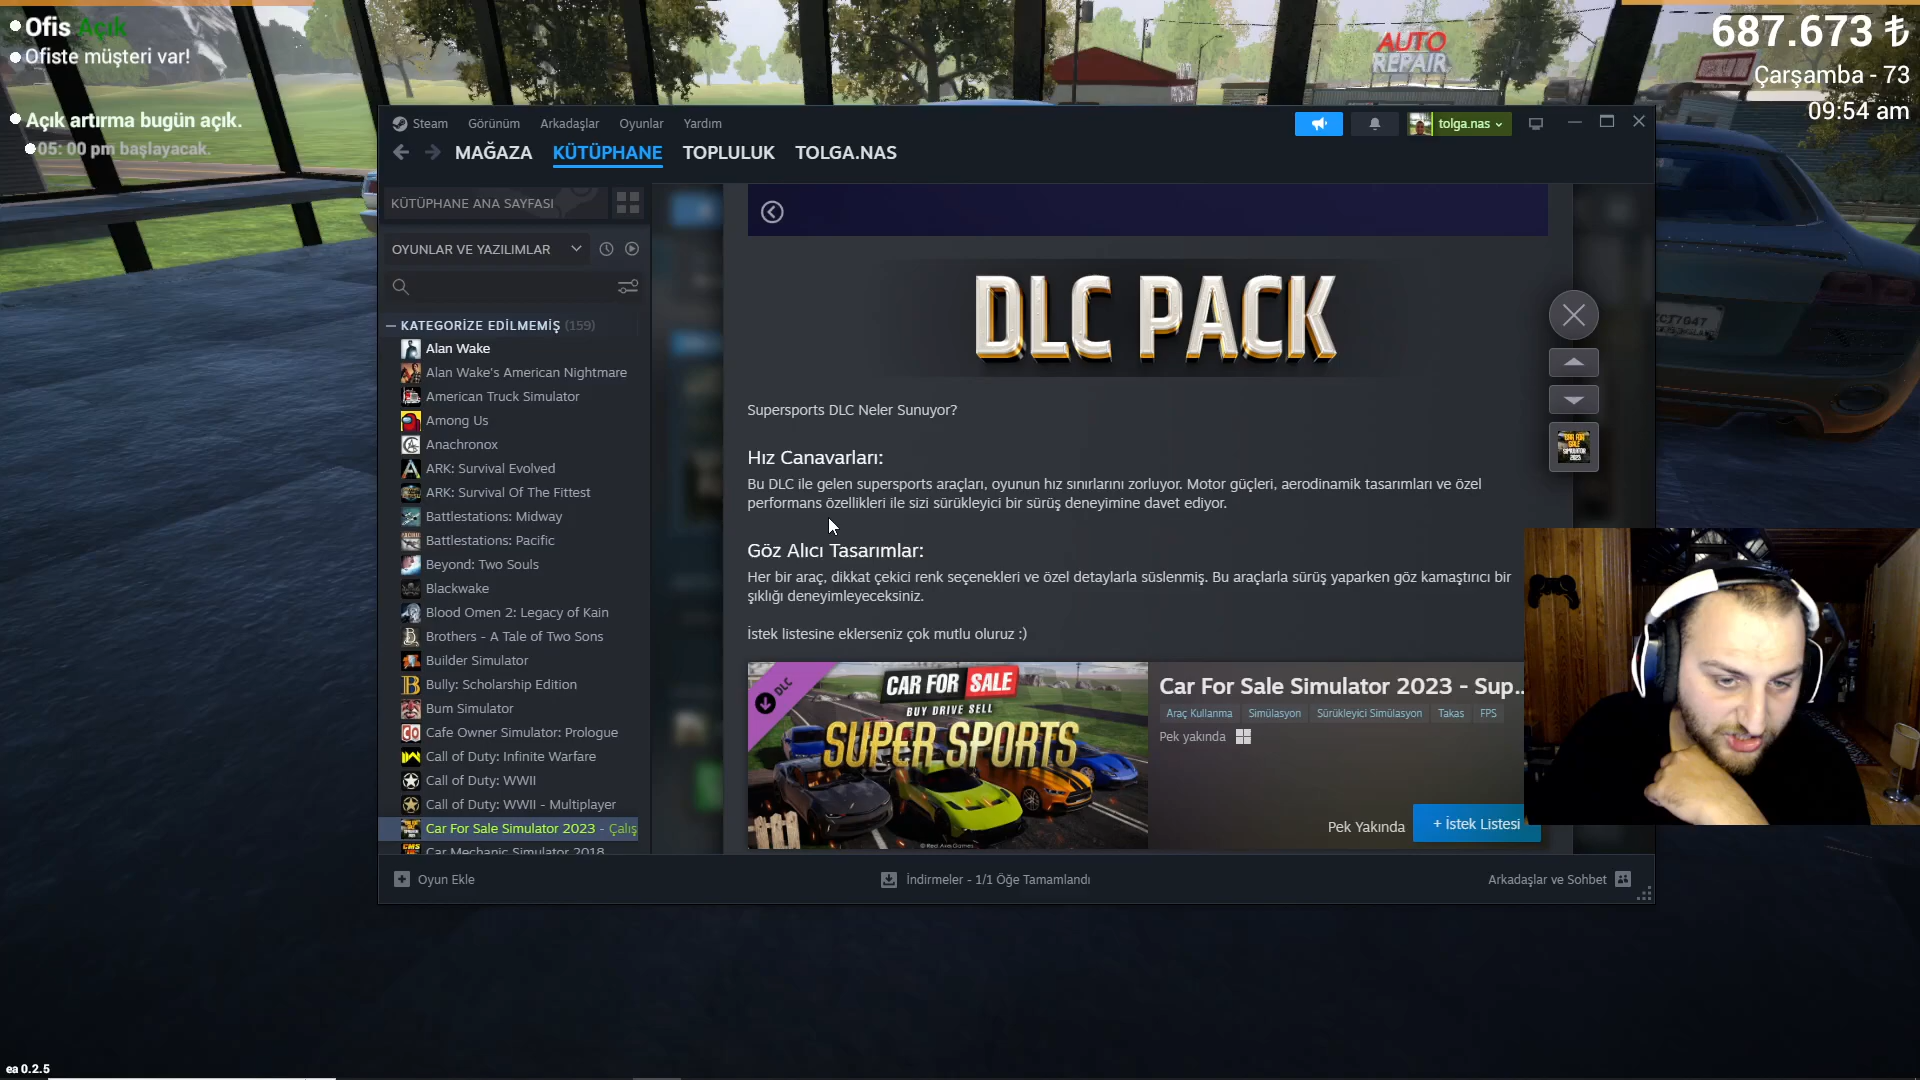 Ofis Açık
Ofiste müşteri var!
Açık artırma bugün açık.
05: 00 pm başlayacak.
AUTO
REPAIR
687.673 ₺
Çarşamba - 73
09:54 am
Steam Görünüm Arkadaşlar Oyunlar Yardım
tolga.nas
MAĞAZA KÜTÜPHANE TOPLULUK TOLGA.NAS
KÜTÜPHANE ANA SAYFASI
OYUNLAR VE YAZILIMLAR
KATEGORİZE EDİLMEMİŞ (159)
Alan Wake
Alan Wake's American Nightmare
American Truck Simulator
Among Us
Anachronox
ARK: Survival Evolved
ARK: Survival Of The Fittest
Battlestations: Midway
Battlestations: Pacific
Beyond: Two Souls
Blackwake
Blood Omen 2: Legacy of Kain
Brothers - A Tale of Two Sons
Builder Simulator
Bully: Scholarship Edition
Bum Simulator
Cafe Owner Simulator: Prologue
Call of Duty: Infinite Warfare
Call of Duty: WWII
Call of Duty: WWII - Multiplayer
Car For Sale Simulator 2023 - Çalış
Car Mechanic Simulator 2018
DLC PACK
Supersports DLC Neler Sunuyor?
Hız Canavarları:
Bu DLC ile gelen supersports araçları, oyunun hız sınırlarını zorluyor. Motor güçleri, aerodinamik tasarımları ve özel
performans özellikleri ile sizi sürükleyici bir sürüş deneyimine davet ediyor.
Göz Alıcı Tasarımlar:
Her bir araç, dikkat çekici renk seçenekleri ve özel detaylarla süslenmiş. Bu araçlarla sürüş yaparken göz kamaştırıcı bir
şıklığı deneyimleyeceksiniz.
İstek listesine eklerseniz çok mutlu oluruz :)
DLC
CAR FOR SALE
BUY DRIVE SELL
SUPER SPORTS
© Red Axe Games
Car For Sale Simulator 2023 - Sup...
Araç Kullanma Simülasyon Sürükleyici Simülasyon Takas FPS
Pek yakında
Pek Yakında
+ İstek Listesi
CAR FOR
SALE
SIMULATOR
2023
Oyun Ekle
İndirmeler - 1/1 Öğe Tamamlandı
Arkadaşlar ve Sohbet
ea 0.2.5